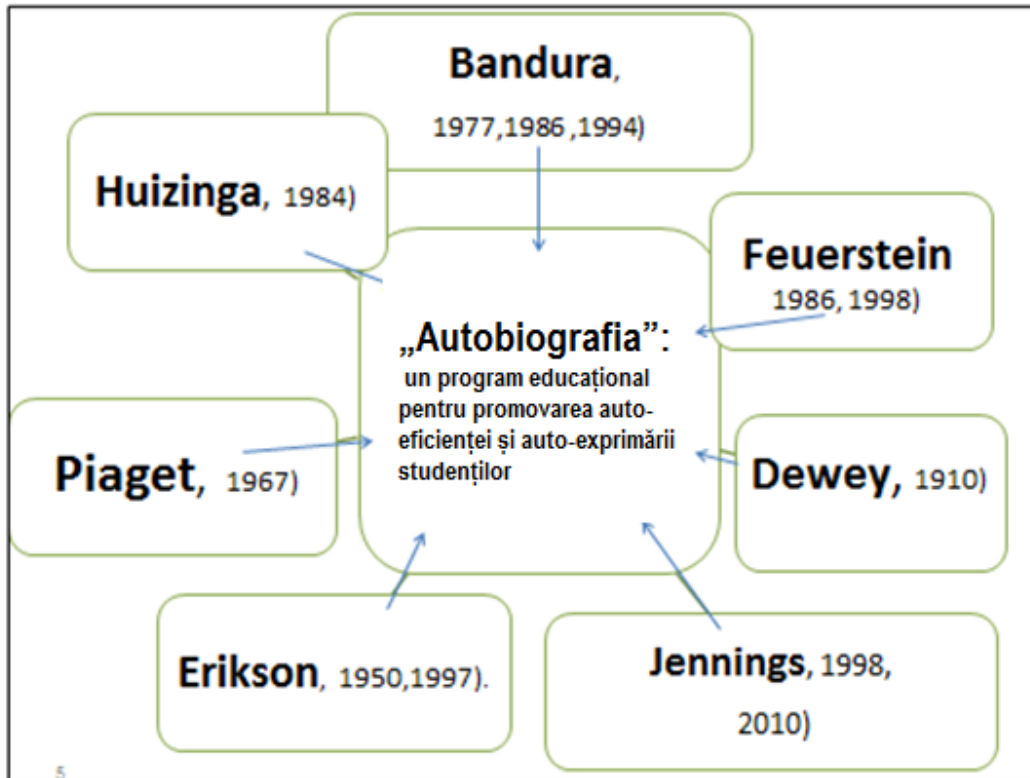 Bandura,
1977,1986 ,1994)
Huizinga, 1984)
Feuerstein
1986, 1998)
„Autobiografia”:
un program educațional
pentru promovarea auto-
eficienței și auto-exprimării
studenților
Piaget, 1967)
Dewey, 1910)
Erikson, 1950,1997).
Jennings, 1998,
2010)
5